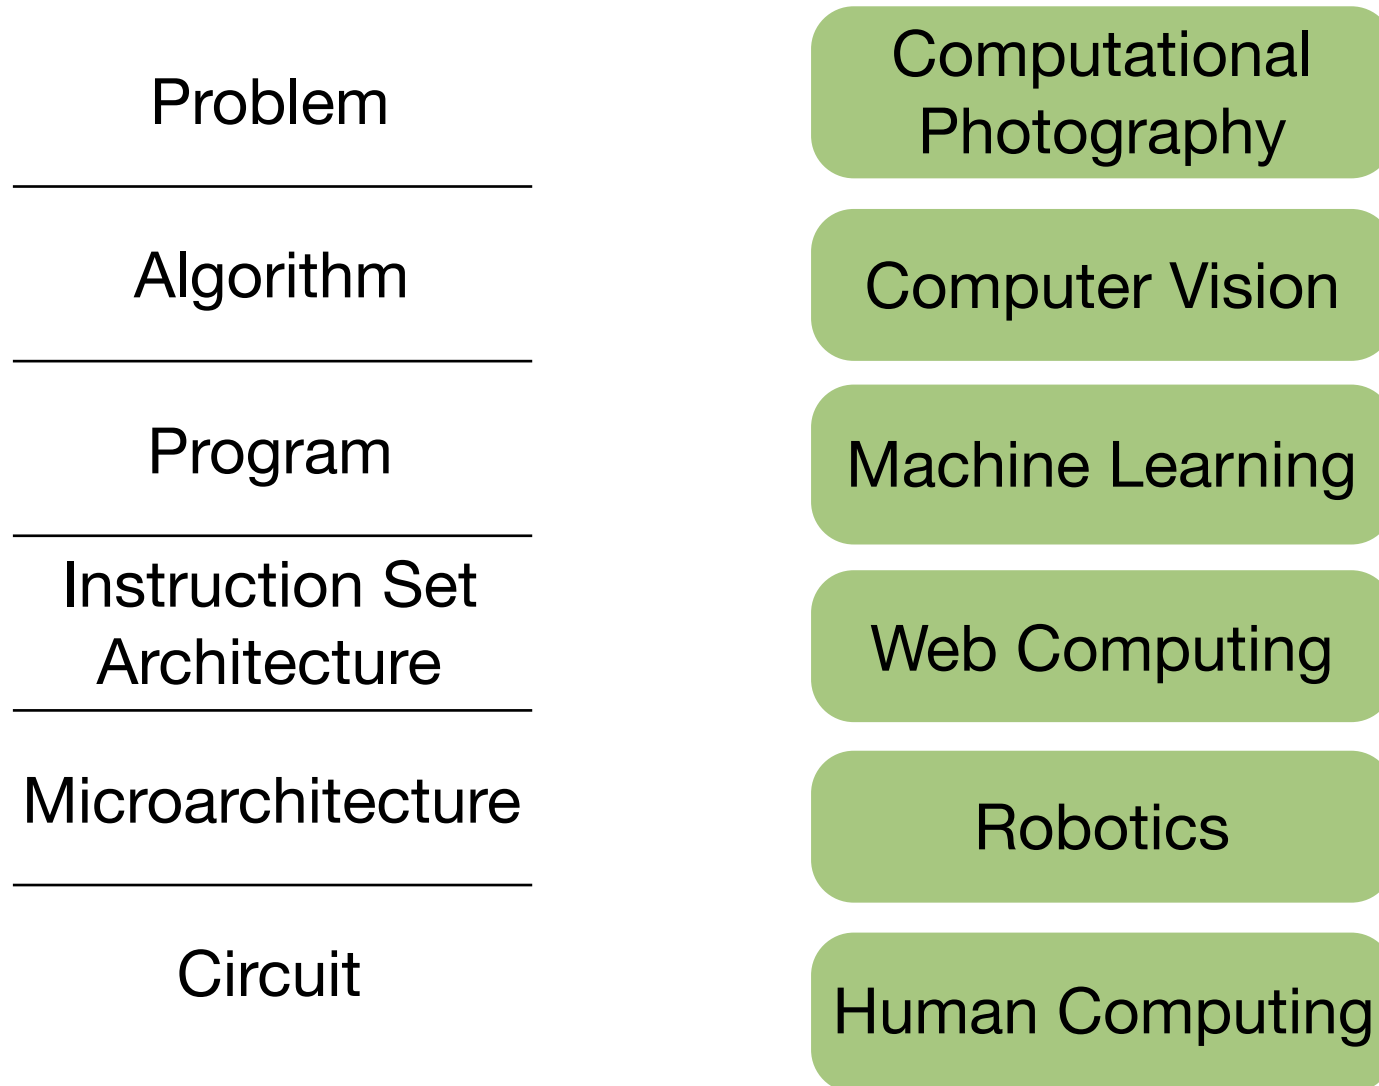 Problem
Algorithm
Program
Instruction Set
Architecture
Microarchitecture
Circuit
Computational
Photography
Computer Vision
Machine Learning
Web Computing
Robotics
Human Computing